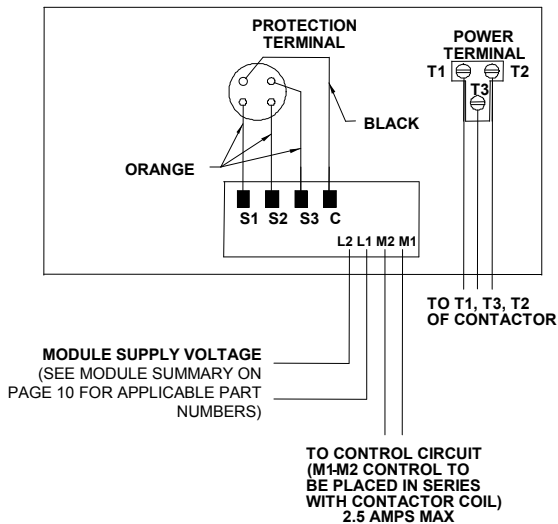 PROTECTION
TERMINAL
POWER
TERMINAL
T1
T2
T3
BLACK
ORANGE
S1 S2 S3 C
L2 L1 M2 M1
TO T1, T3, T2
OF CONTACTOR
MODULE SUPPLY VOLTAGE
(SEE MODULE SUMMARY ON
PAGE 10 FOR APPLICABLE PART
NUMBERS)
TO CONTROL CIRCUIT
(M1-M2 CONTROL TO
BE PLACED IN SERIES
WITH CONTACTOR COIL)
2.5 AMPS MAX